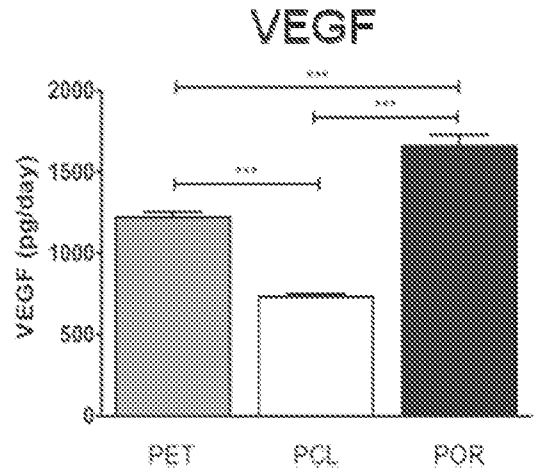 VEGF
***
***
***
2000
1500
1000
500
0
VEGF (pg/day)
PET PCL POR